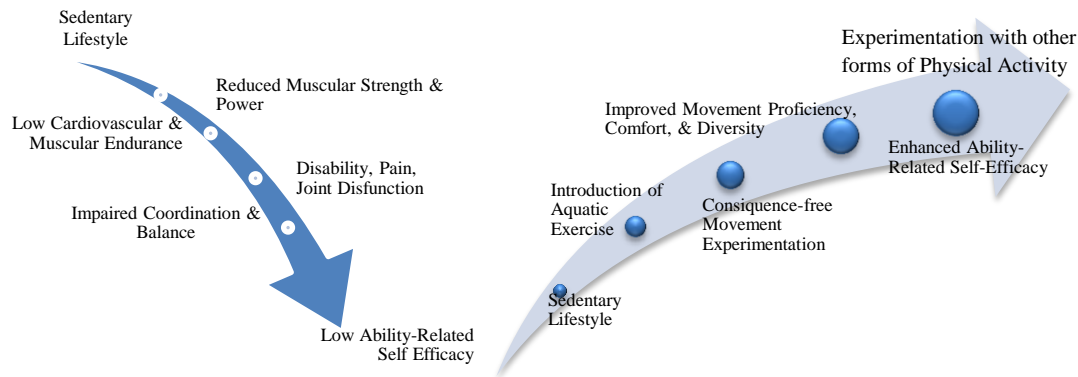 Sedentary
Lifestyle
Reduced Muscular Strength &
Power
Low Cardiovascular &
Muscular Endurance
Disability, Pain,
Joint Disfunction
Impaired Coordination &
Balance
Low Ability-Related
Self Efficacy
Sedentary
Lifestyle
Introduction of
Aquatic
Exercise
Consiquence-free
Movement
Experimentation
Improved Movement Proficiency,
Comfort, & Diversity
Enhanced Ability-
Related Self-Efficacy
Experimentation with other
forms of Physical Activity